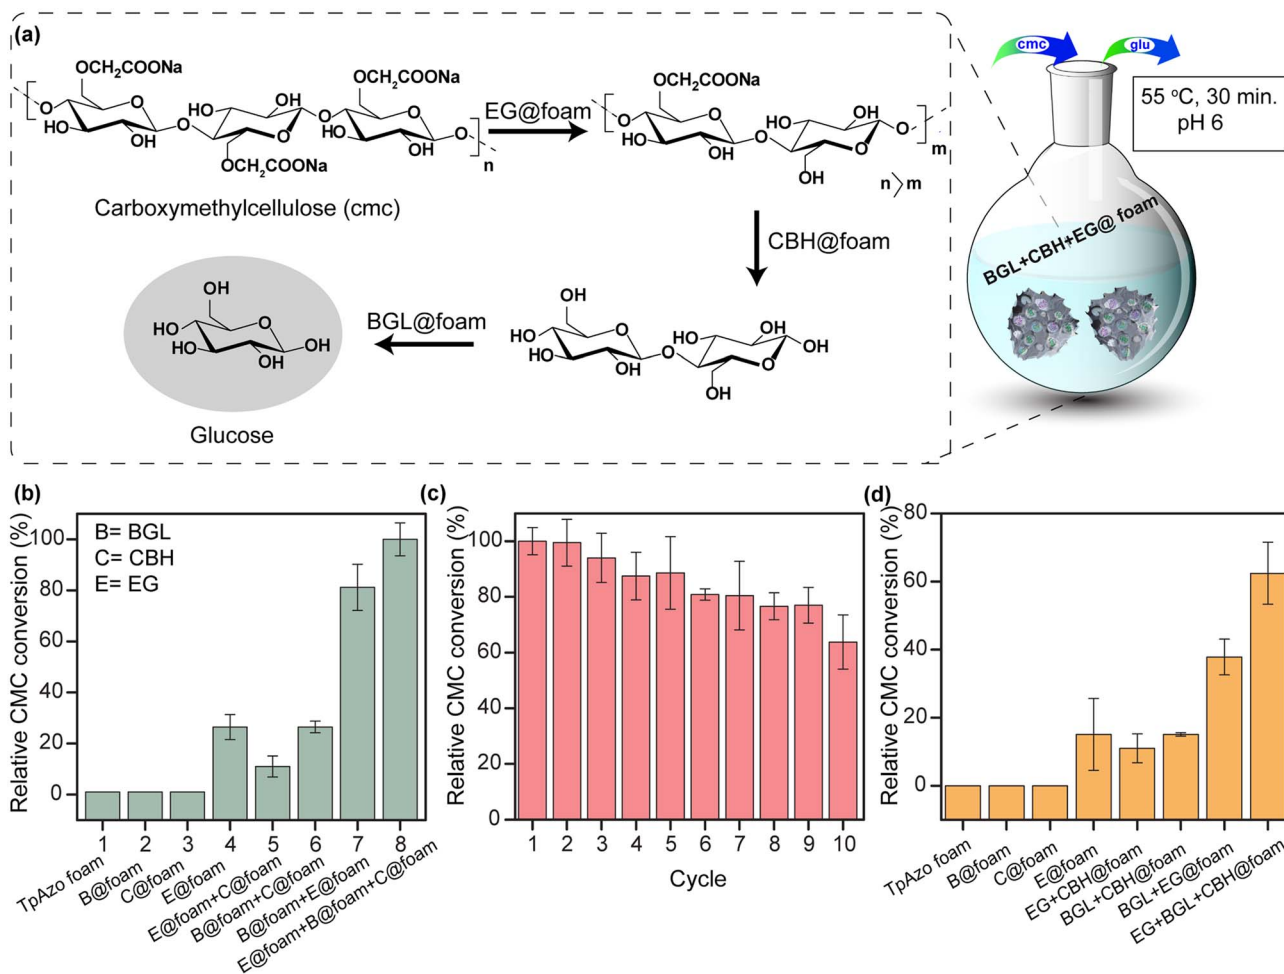 (a)
OCH2COONa
OCH2COONa
O
O
HO
OH
O
HO
OH
O
O
O
HO
OH
O
n
OCH2COONa
Carboxymethylcellulose (cmc)
EG@foam
OCH2COONa
O
O
HO
OH
O
HO
OH
O
O
OH
m
n〉m
CBH@foam
OH
HO
HO
O
OH
O
HO
OH
O
OH
OH
BGL@foam
OH
HO
HO
O
OH
OH
Glucose
cmc
glu
55 °C, 30 min.
pH 6
BGL+CBH+EG@ foam
(b)
Relative CMC conversion (%)
100
80
60
40
20
0
B= BGL
C= CBH
E= EG
1 2 3 4 5 6 7 8
TpAzo foam
B@foam
C@foam
E@foam
E@foam+C@foam
B@foam+C@foam
B@foam+E@foam
E@foam+B@foam+C@foam
(c)
Relative CMC conversion (%)
100
80
60
40
20
0
1 2 3 4 5 6 7 8 9 10
Cycle
(d)
Relative CMC conversion (%)
80
60
40
20
0
TpAzo foam
B@foam
C@foam
E@foam
EG+CBH@foam
BGL+CBH@foam
BGL+EG@foam
EG+BGL+CBH@foam